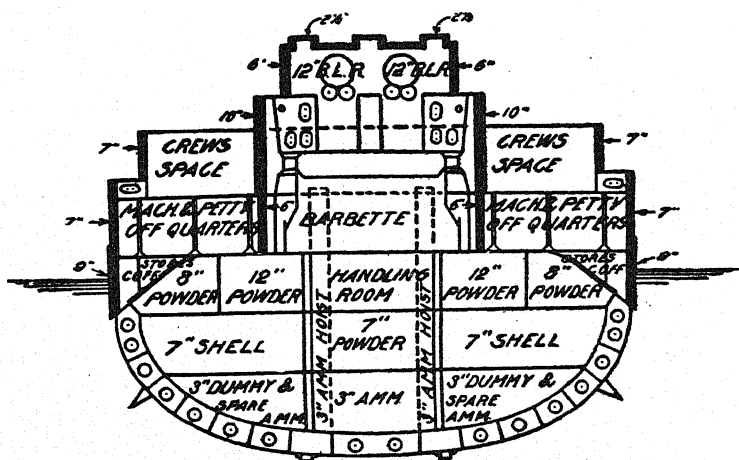 2½" 2½"
6" 12" B.L.R. 12" B.L.R. 6"
10" 10"
7" CREWS SPACE CREWS SPACE 7"
7" MACH. & PETTY OFF QUARTERS 6" BARBETTE 6" MACH. & PETTY OFF QUARTERS 7"
9" STORES COFF 8" POWDER 12" POWDER HANDLING ROOM 12" POWDER 8" POWDER STORES COFF 9"
7" SHELL 7" POWDER 7" SHELL
3" AMM HOIST 3" AMM HOIST
3" DUMMY & SPARE AMM. 3" AMM. 3" DUMMY & SPARE AMM.